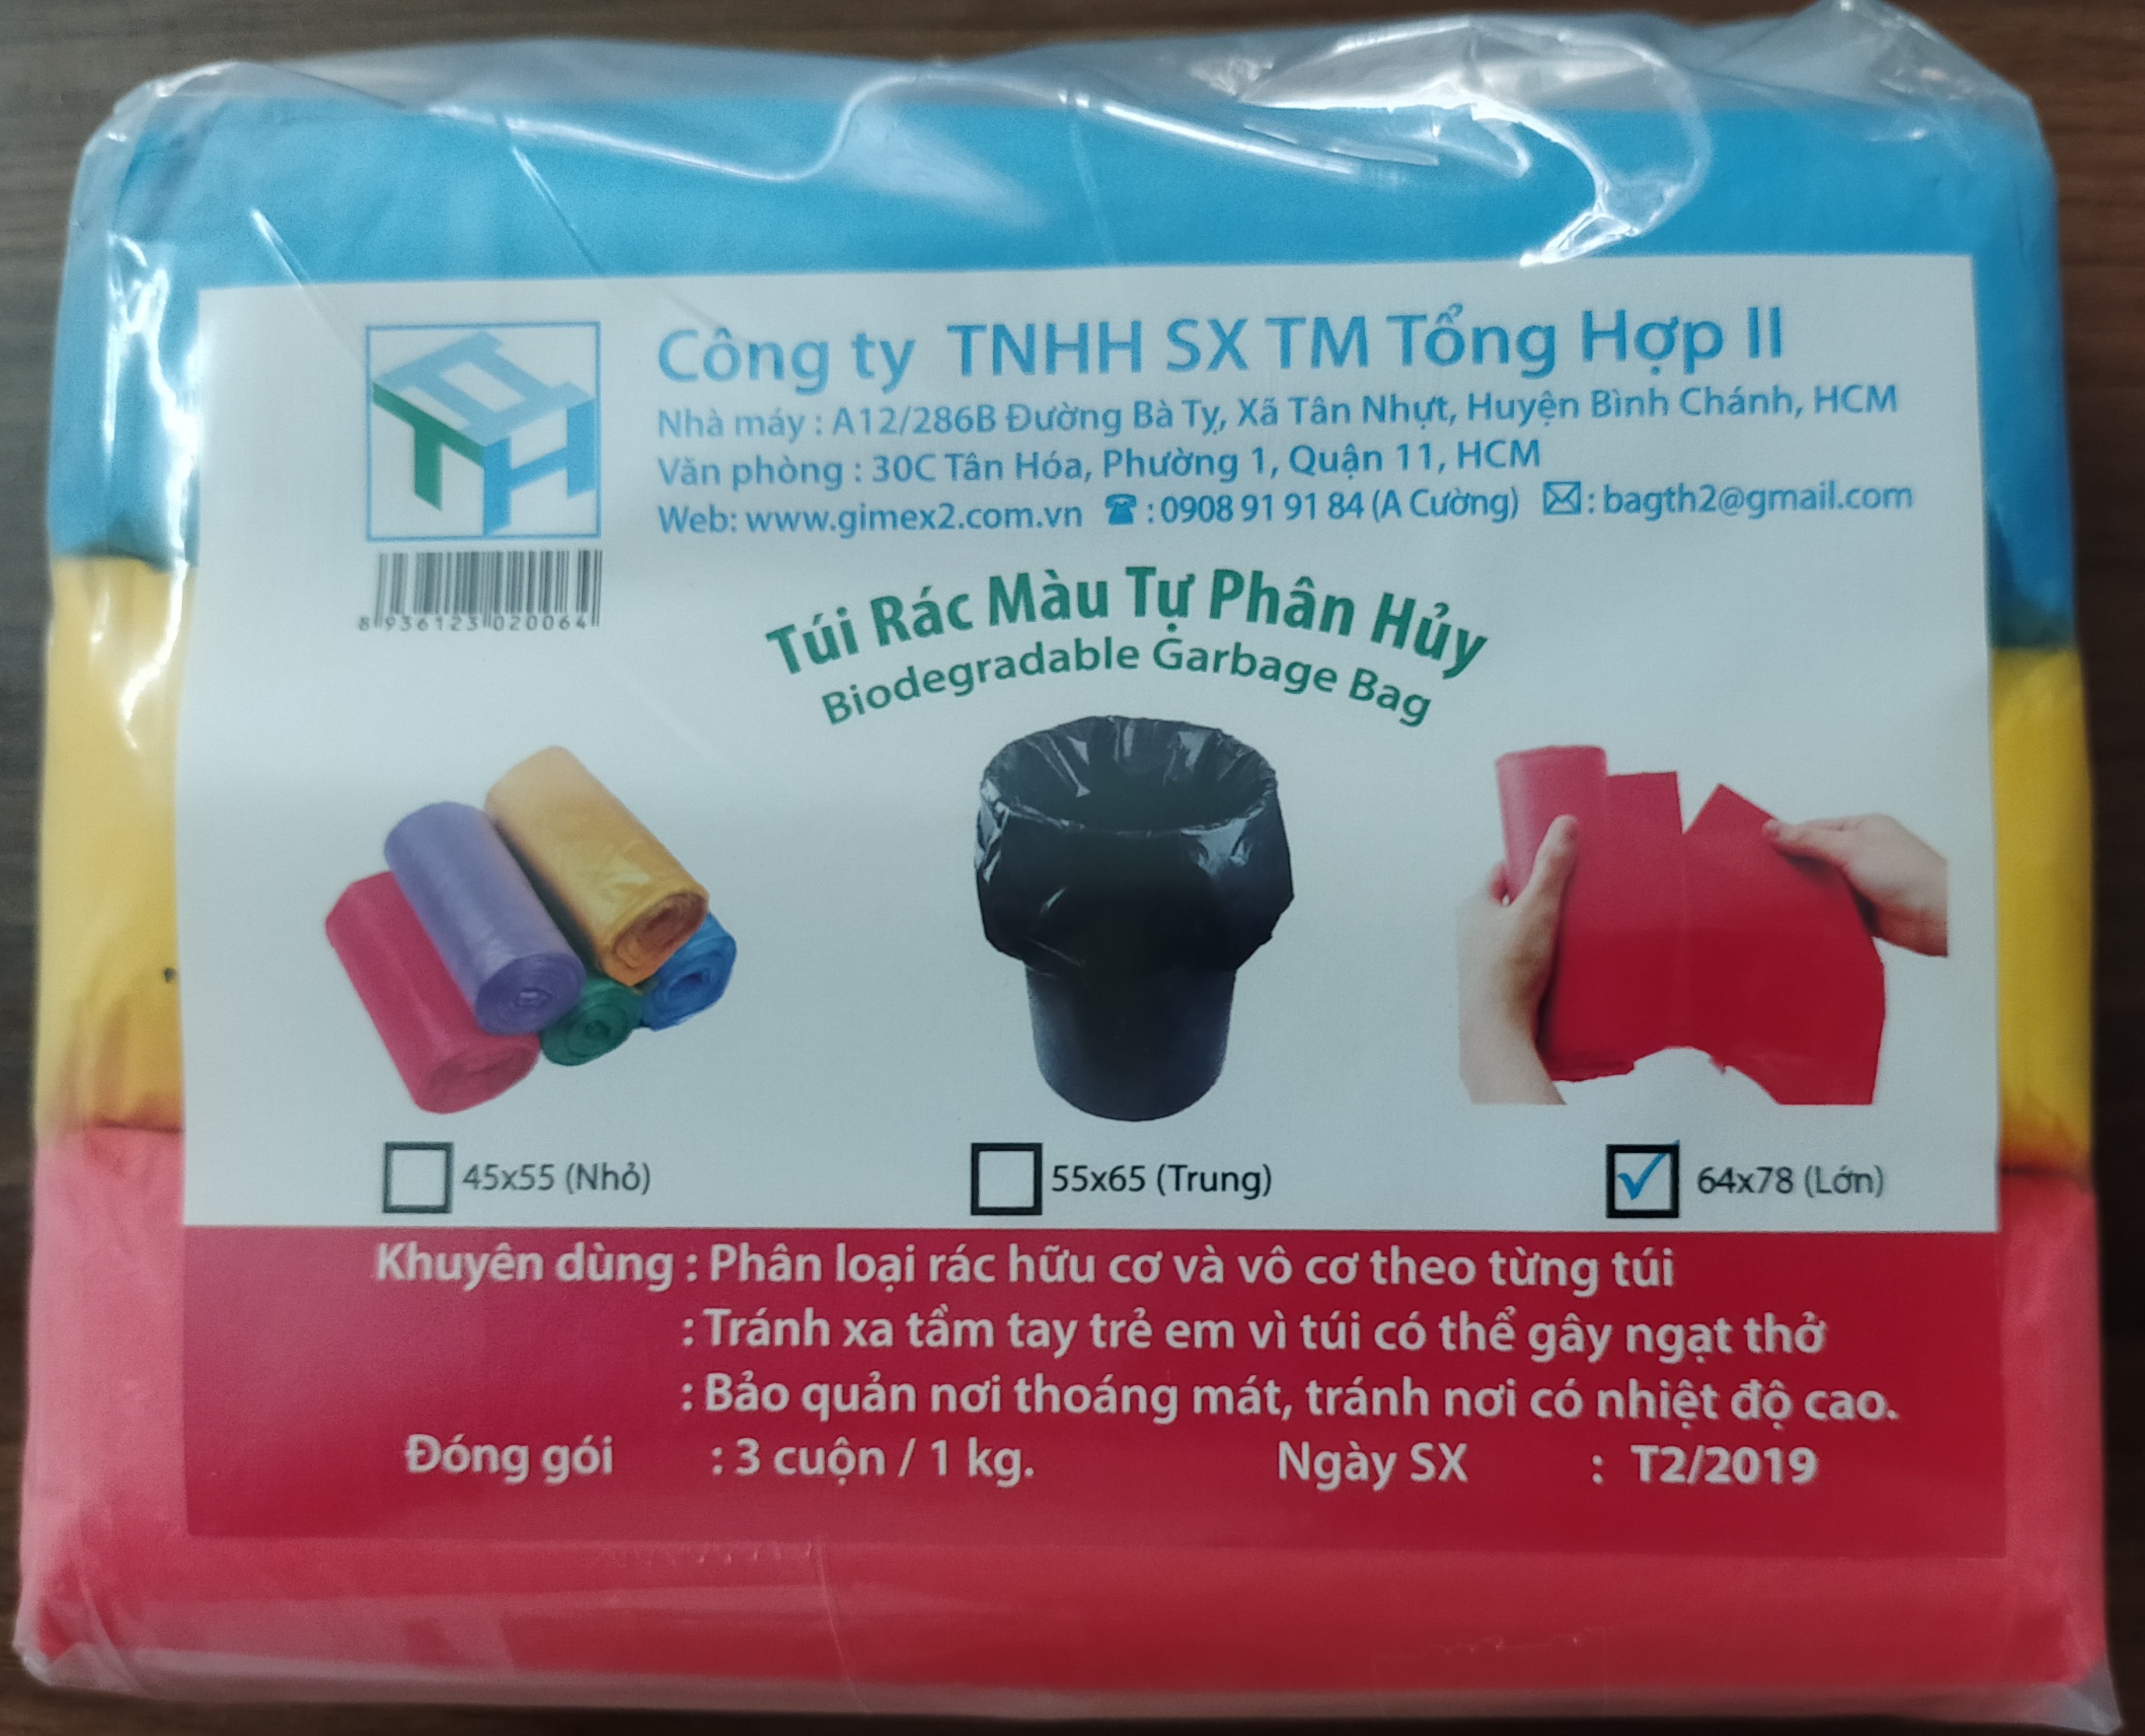 Công ty TNHH SX TM Tổng Hợp II
Nhà máy : A12/286B Đường Bà Tỵ, Xã Tân Nhựt, Huyện Bình Chánh, HCM
Văn phòng : 30C Tân Hóa, Phường 1, Quận 11, HCM
Web: www.gimex2.com.vn ☎ : 0908 91 91 84 (A Cường) ✉ : bagth2@gmail.com
TH II
8 936123 020064
Túi Rác Màu Tự Phân Hủy
Biodegradable Garbage Bag
45x55 (Nhỏ) 55x65 (Trung) ✓ 64x78 (Lớn)
Khuyên dùng : Phân loại rác hữu cơ và vô cơ theo từng túi
: Tránh xa tầm tay trẻ em vì túi có thể gây ngạt thở
: Bảo quản nơi thoáng mát, tránh nơi có nhiệt độ cao.
Đóng gói : 3 cuộn / 1 kg. Ngày SX : T2/2019